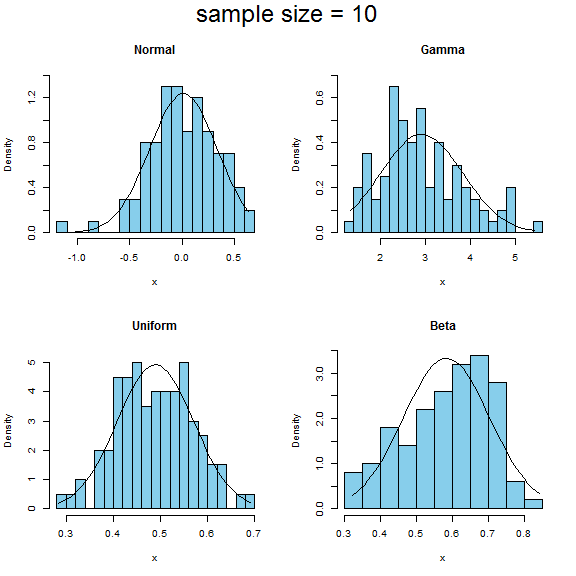 sample size = 10
Normal
Density
0.0 0.4 0.8 1.2
-1.0 -0.5 0.0 0.5
x
Gamma
Density
0.0 0.2 0.4 0.6
2 3 4 5
x
Uniform
Density
0 1 2 3 4 5
0.3 0.4 0.5 0.6 0.7
x
Beta
Density
0.0 1.0 2.0 3.0
0.3 0.4 0.5 0.6 0.7 0.8
x